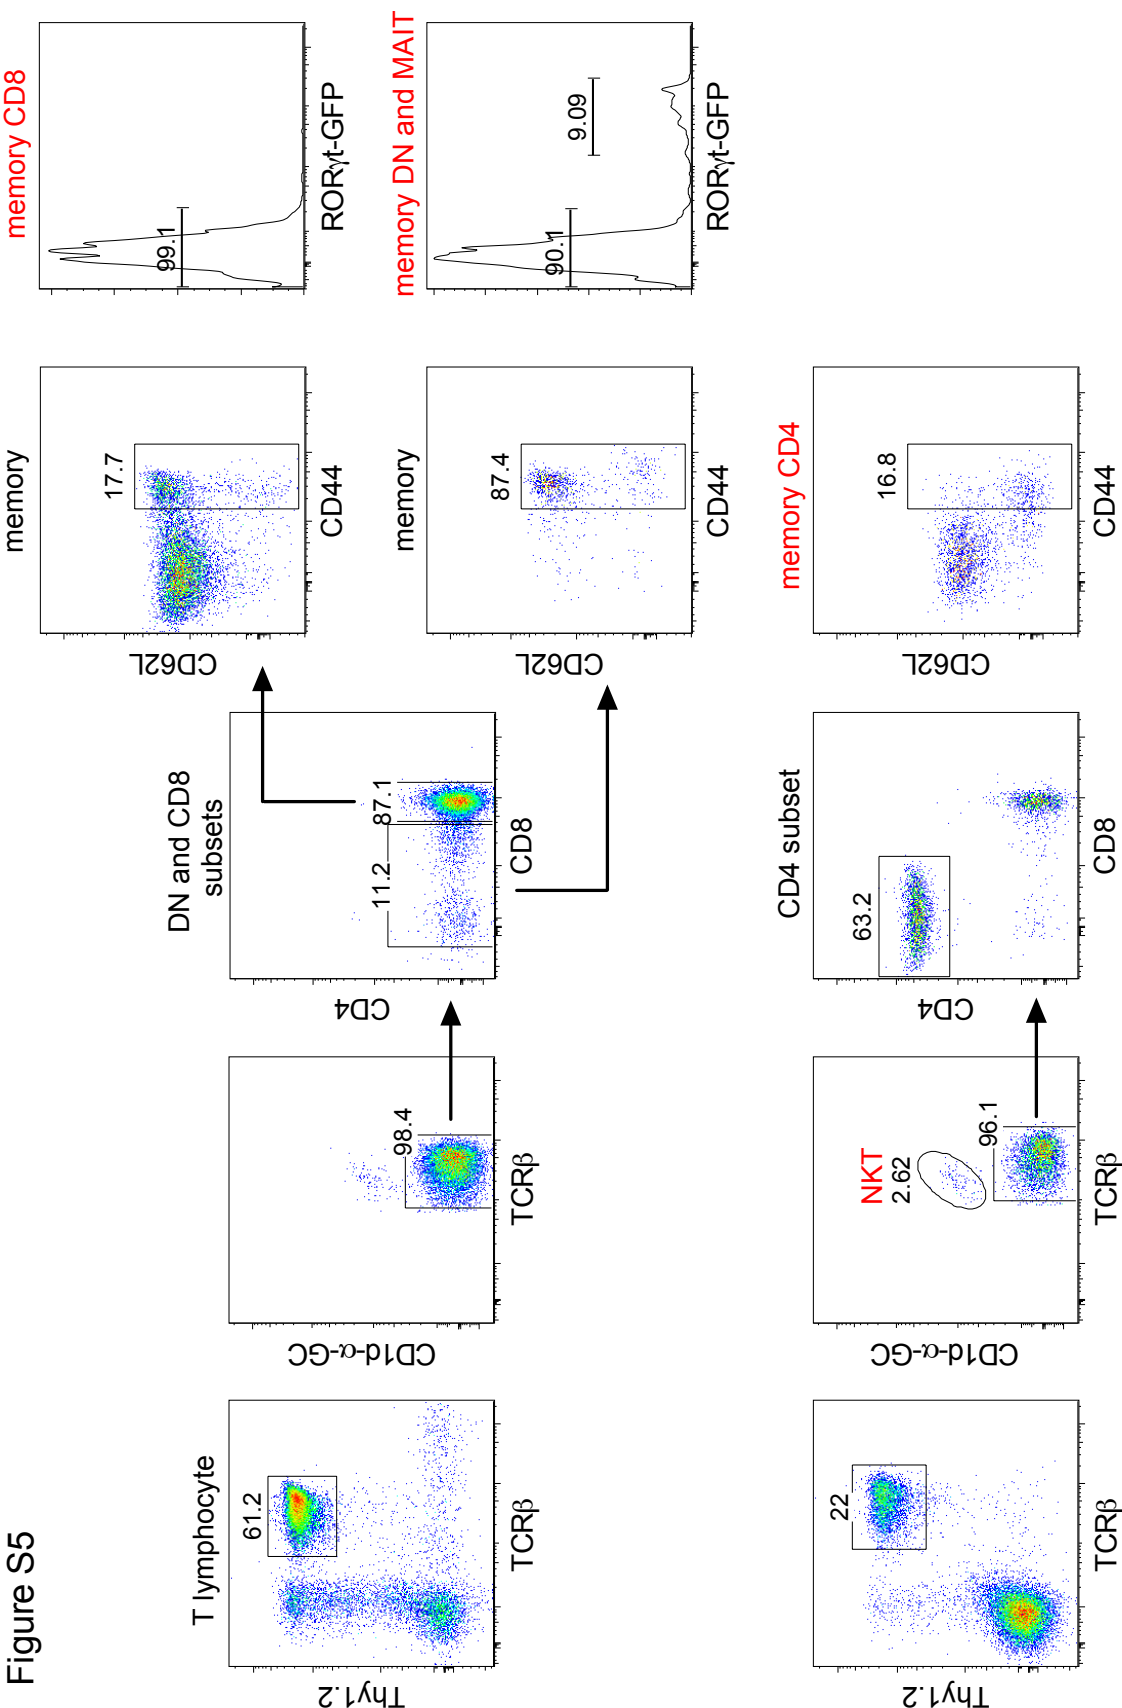 Figure S5
T lymphocyte
61.2
Thy1.2
TCRβ
98.4
CD1d-α-GC
TCRβ
DN and CD8
subsets
11.2
87.1
CD4
CD8
memory
17.7
CD62L
CD44
memory CD8
99.1
RORγt-GFP
memory
87.4
CD62L
CD44
memory DN and MAIT
90.1
9.09
RORγt-GFP
22
Thy1.2
TCRβ
NKT
2.62
96.1
CD1d-α-GC
TCRβ
CD4 subset
63.2
CD4
CD8
memory CD4
16.8
CD62L
CD44